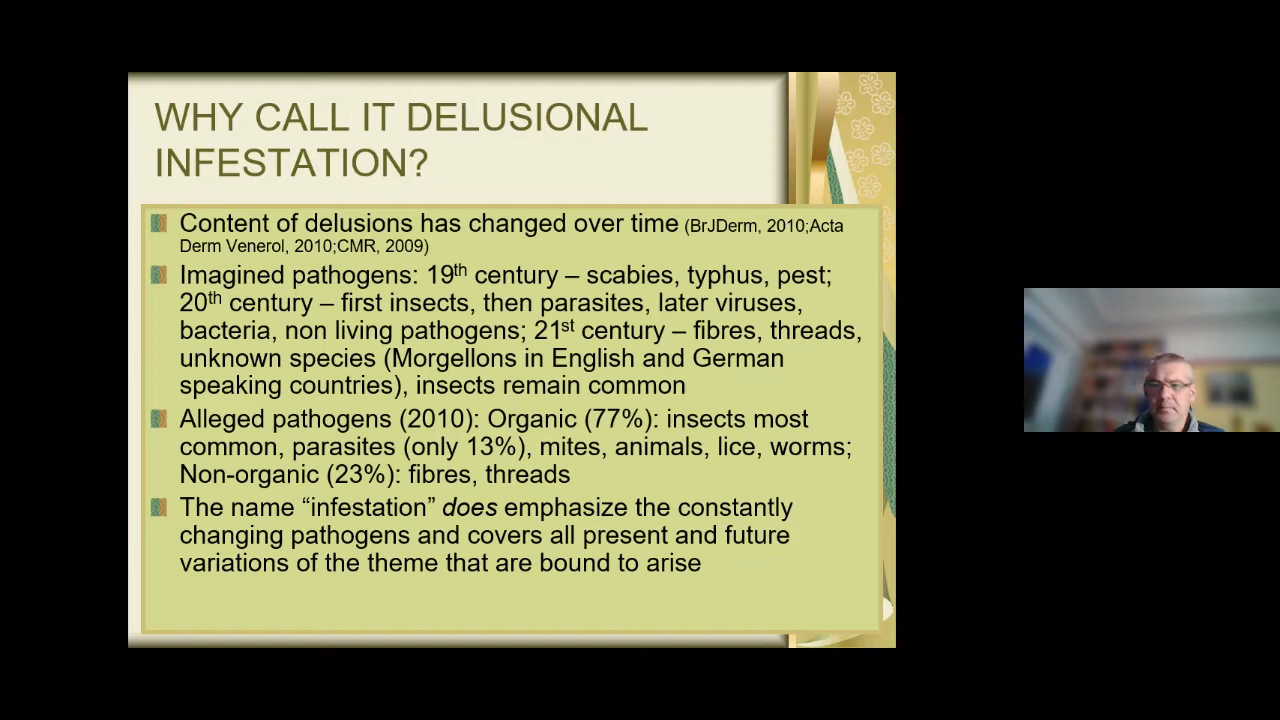 WHY CALL IT DELUSIONAL
INFESTATION?
Content of delusions has changed over time (BrJDerm, 2010;Acta
Derm Venerol, 2010;CMR, 2009)
Imagined pathogens: 19th century – scabies, typhus, pest;
20th century – first insects, then parasites, later viruses,
bacteria, non living pathogens; 21st century – fibres, threads,
unknown species (Morgellons in English and German
speaking countries), insects remain common
Alleged pathogens (2010): Organic (77%): insects most
common, parasites (only 13%), mites, animals, lice, worms;
Non-organic (23%): fibres, threads
The name “infestation” does emphasize the constantly
changing pathogens and covers all present and future
variations of the theme that are bound to arise